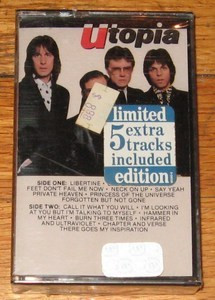 Utopia
limited
5 extra
tracks
included
edition
SIDE ONE: LIBERTINE •
FEET DON'T FAIL ME NOW • NECK ON UP • SAY YEAH
PRIVATE HEAVEN • PRINCESS OF THE UNIVERSE
FORGOTTEN BUT NOT GONE
SIDE TWO: CALL IT WHAT YOU WILL • I'M LOOKING
AT YOU BUT I'M TALKING TO MYSELF • HAMMER IN
MY HEART • BURN THREE TIMES • INFRARED
AND ULTRAVIOLET • CHAPTER AND VERSE
THERE GOES MY INSPIRATION